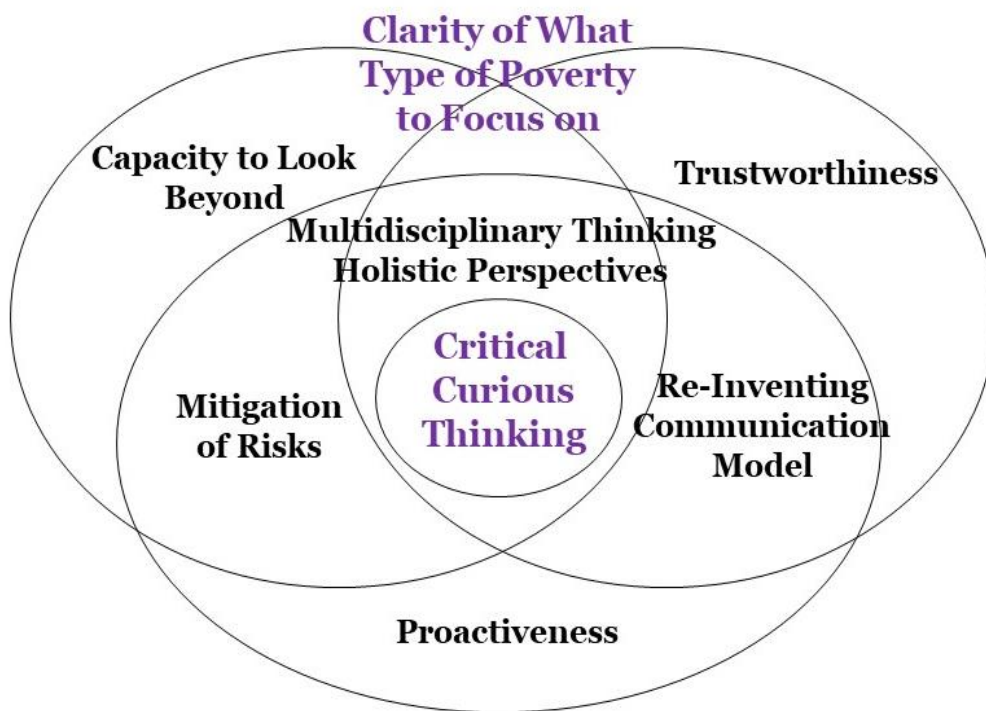 Clarity of What
Type of Poverty
to Focus on
Capacity to Look
Beyond
Trustworthiness
Multidisciplinary Thinking
Holistic Perspectives
Critical
Curious
Thinking
Mitigation
of Risks
Re-Inventing
Communication
Model
Proactiveness